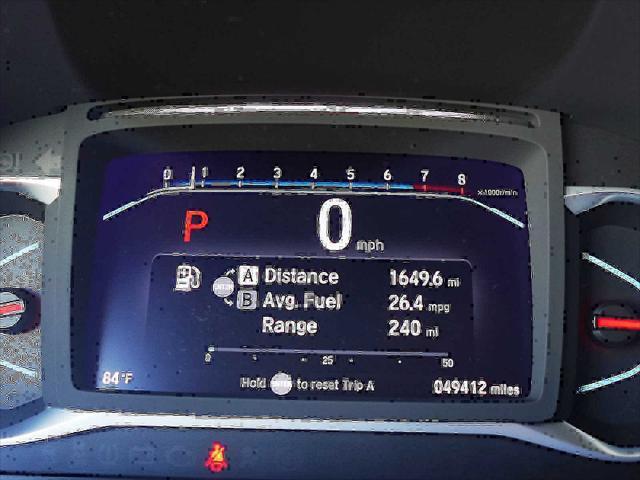 0 1 2 3 4 5 6 7 8
x1000r/min
P 0 mph
A Distance 1649.6 mi
B Avg. Fuel 26.4 mpg
Range 240 mi
0 25 50
84°F Hold ENTER to reset Trip A 049412 miles